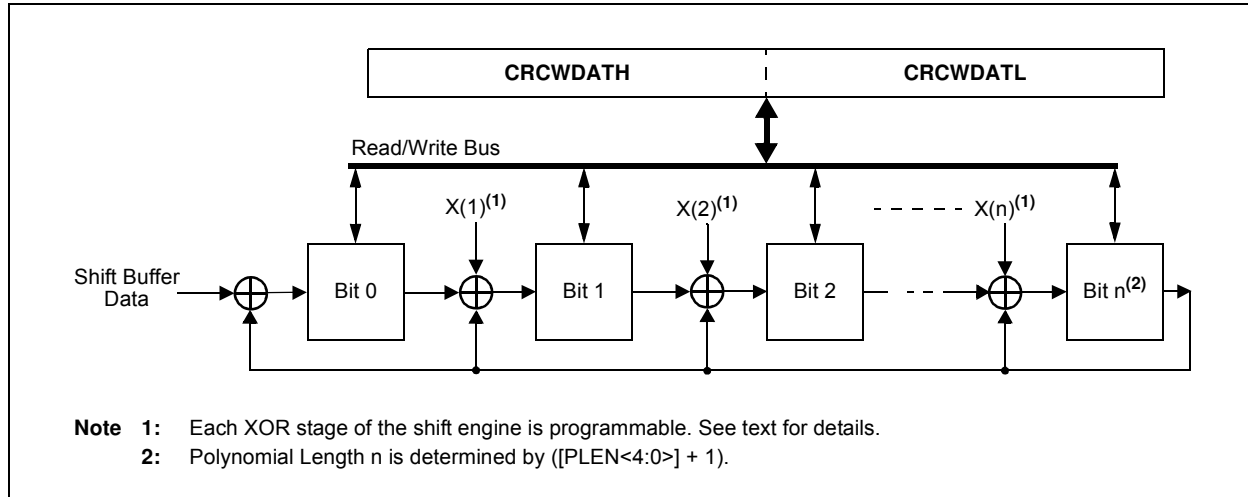 CRCWDATH CRCWDATL
Read/Write Bus
X(1)(1) X(2)(1) X(n)(1)
Shift Buffer
Data
Bit 0 Bit 1 Bit 2 Bit n(2)
Note 1: Each XOR stage of the shift engine is programmable. See text for details.
2: Polynomial Length n is determined by ([PLEN<4:0>] + 1).